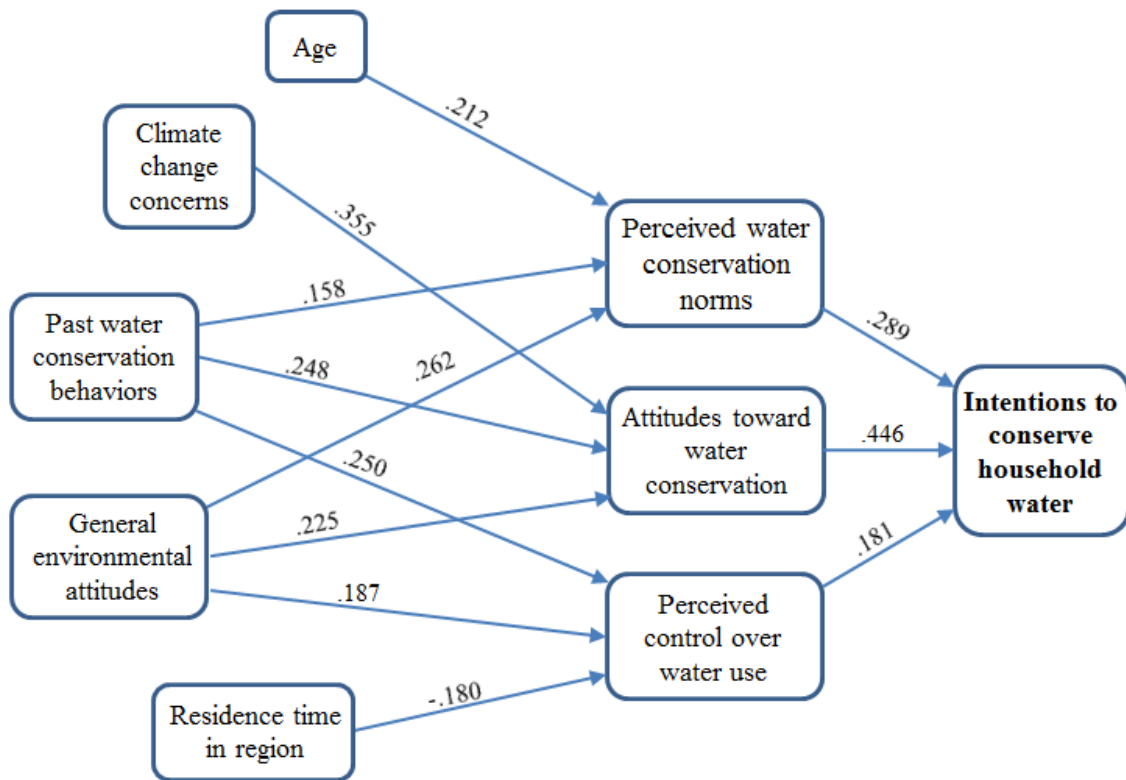 Age
.212
Climate
change
concerns
.355
Perceived water
conservation
norms
.158
Past water
conservation
behaviors
.289
.248
.262
Attitudes toward
water
conservation
.446
Intentions to
conserve
household
water
.250
General
environmental
attitudes
.225
.187
.181
Perceived
control over
water use
-.180
Residence time
in region